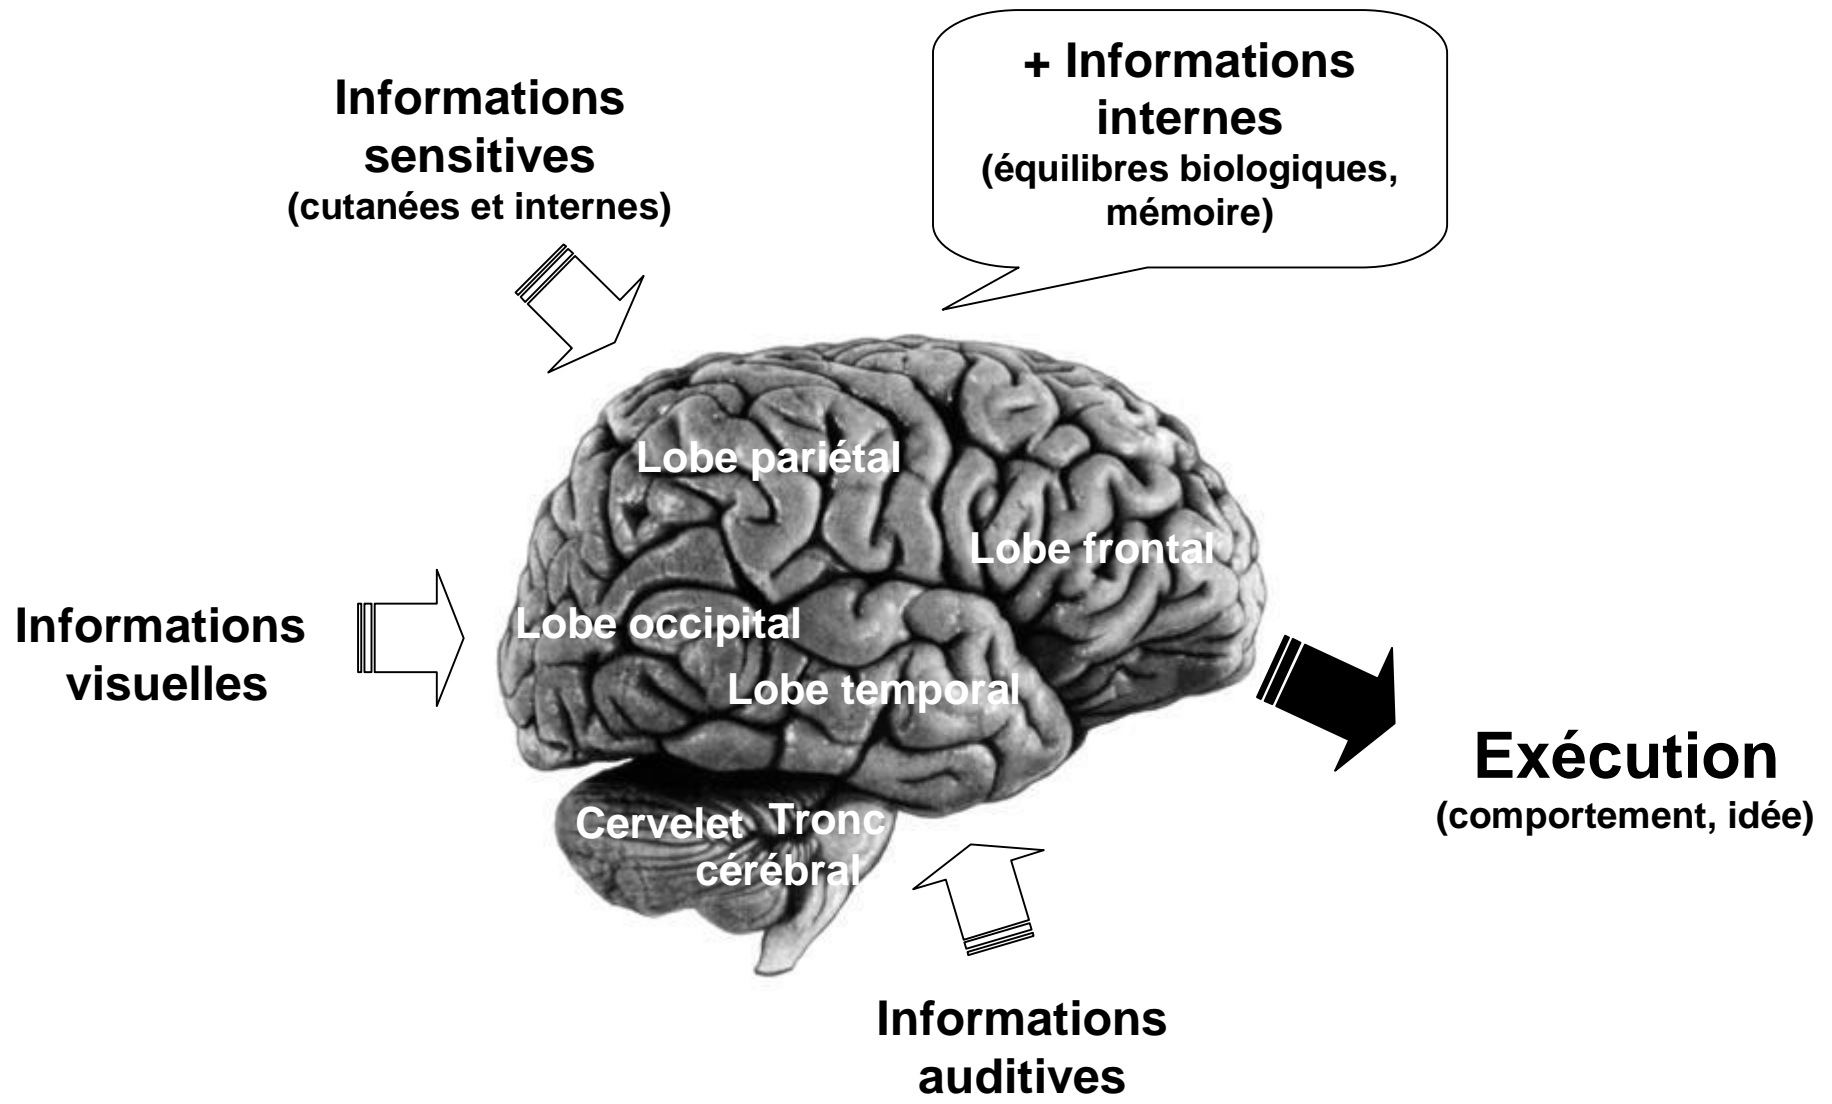 Informations
sensitives
(cutanées et internes)
+ Informations
internes
(équilibres biologiques,
mémoire)
Lobe pariétal
Lobe frontal
Informations
visuelles
Lobe occipital
Lobe temporal
Exécution
(comportement, idée)
Cervelet
Tronc
cérébral
Informations
auditives